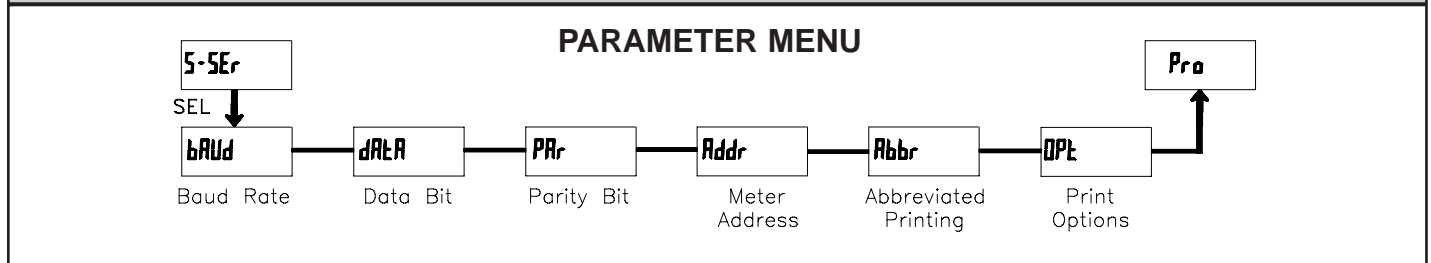 PARAMETER MENU
5-SEr
Pro
SEL
bAUd
dAtA
PAr
Addr
Abbr
OPt
Baud Rate
Data Bit
Parity Bit
Meter
Address
Abbreviated
Printing
Print
Options